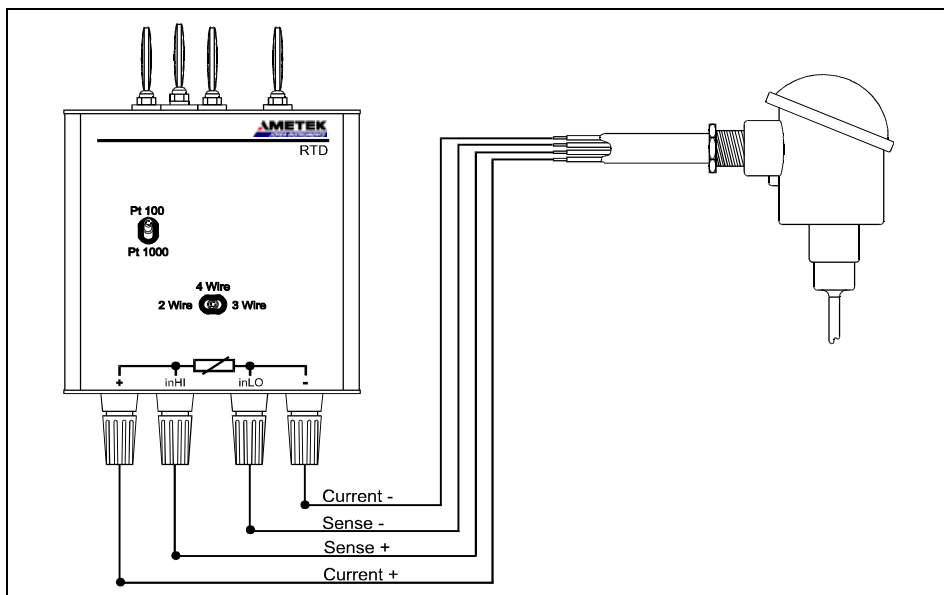 AMETEK
RTD
Pt 100
Pt 1000
4 Wire
2 Wire 3 Wire
+ inHI inLO -
Current -
Sense -
Sense +
Current +